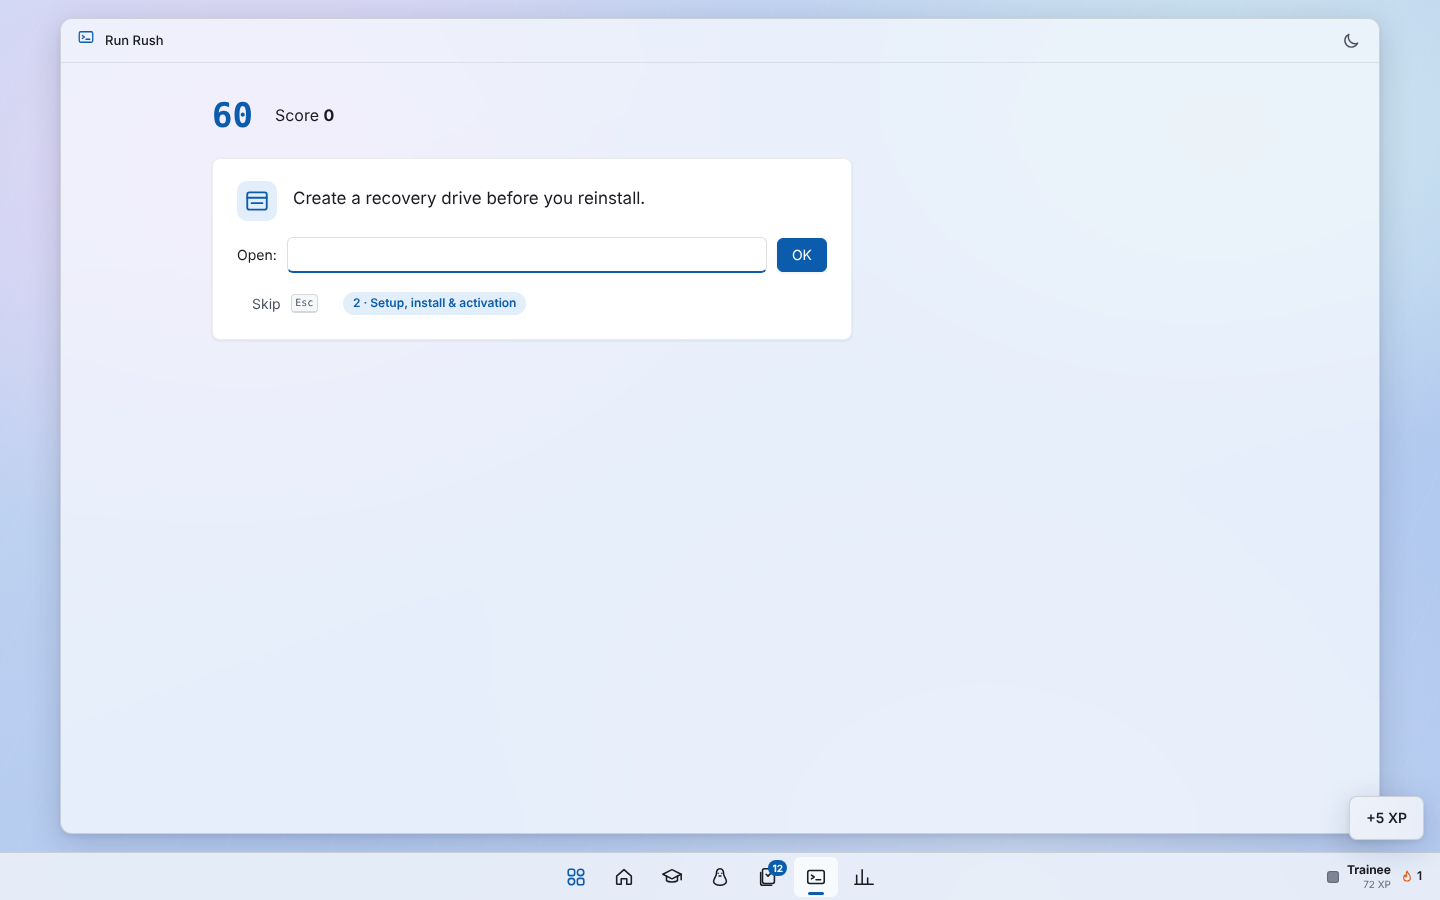 Run Rush
60 Score 0
Create a recovery drive before you reinstall.
Open: OK
Skip Esc 2 · Setup, install & activation
+5 XP
12
Trainee
72 XP
1